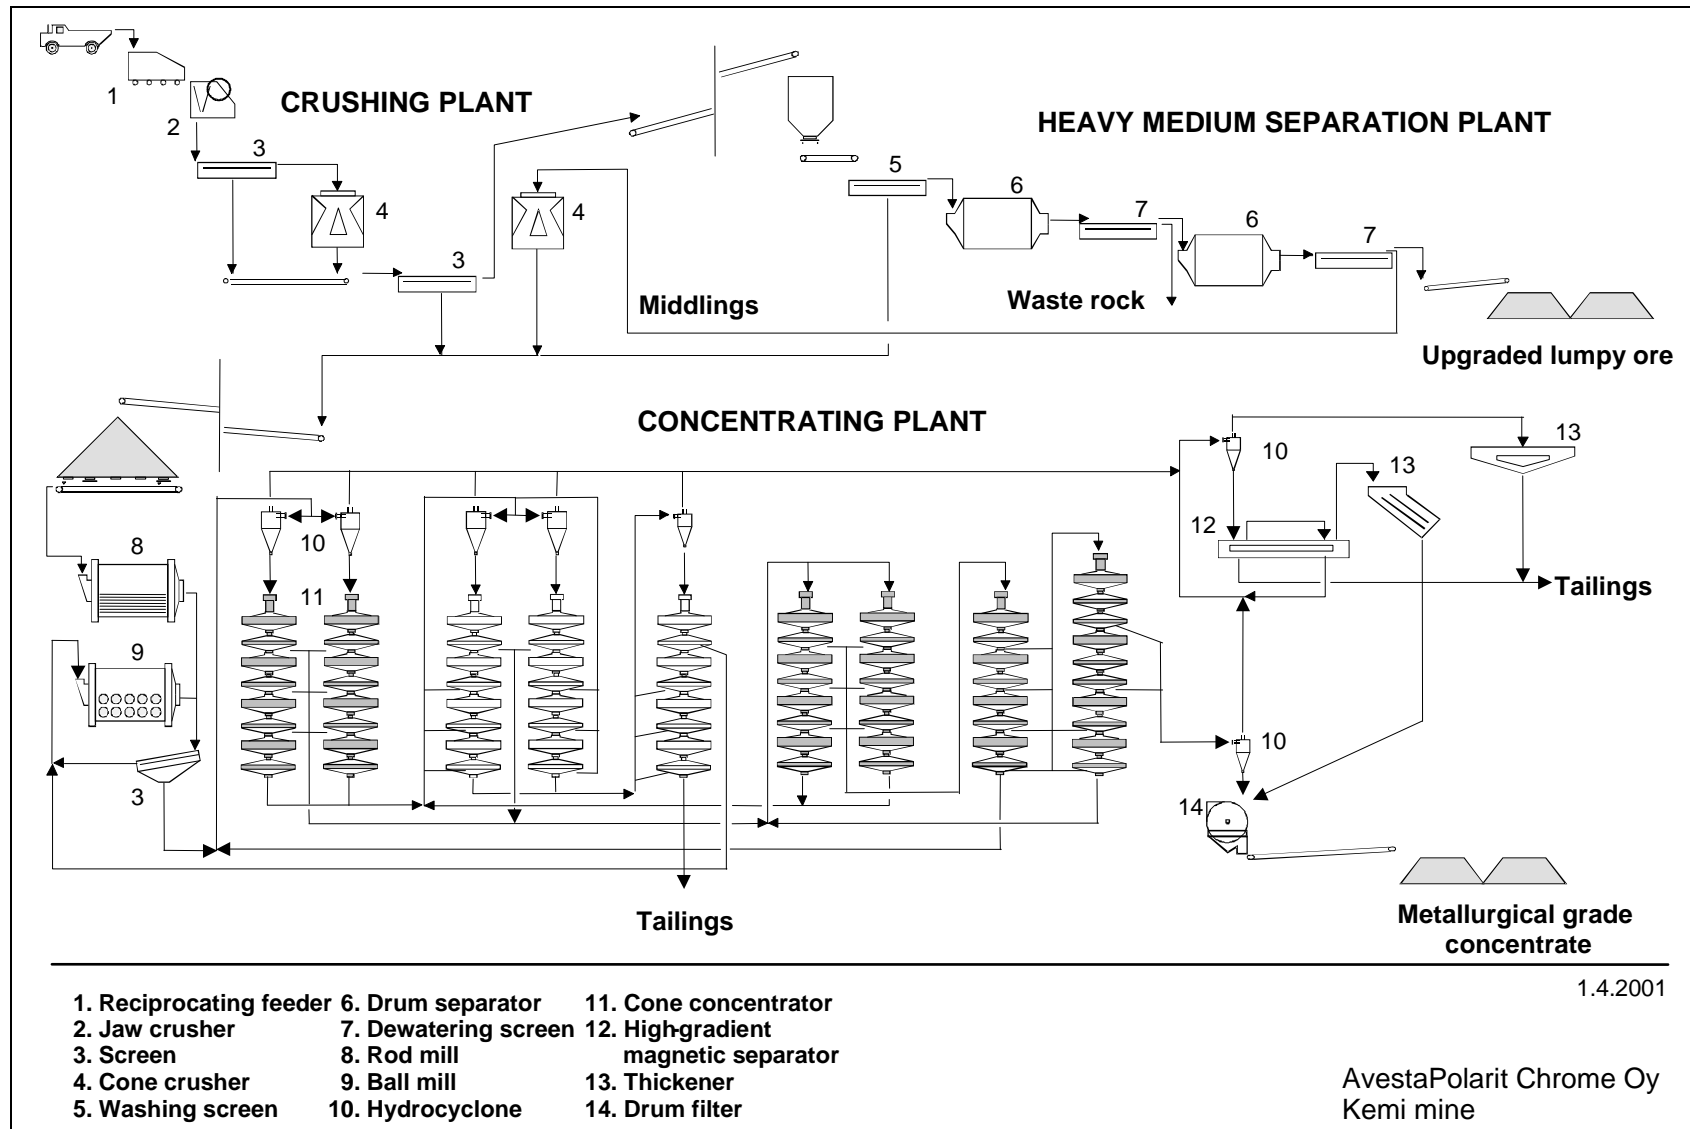 1
2
CRUSHING PLANT
3
4
3
4
HEAVY MEDIUM SEPARATION PLANT
5
6
7
6
7
Middlings
Waste rock
Upgraded lumpy ore
CONCENTRATING PLANT
10
13
13
12
Tailings
8
9
3
10
11
10
14
Tailings
Metallurgical grade
concentrate
1.4.2001
1. Reciprocating feeder
2. Jaw crusher
3. Screen
4. Cone crusher
5. Washing screen
6. Drum separator
7. Dewatering screen
8. Rod mill
9. Ball mill
10. Hydrocyclone
11. Cone concentrator
12. High-gradient
magnetic separator
13. Thickener
14. Drum filter
AvestaPolarit Chrome Oy
Kemi mine